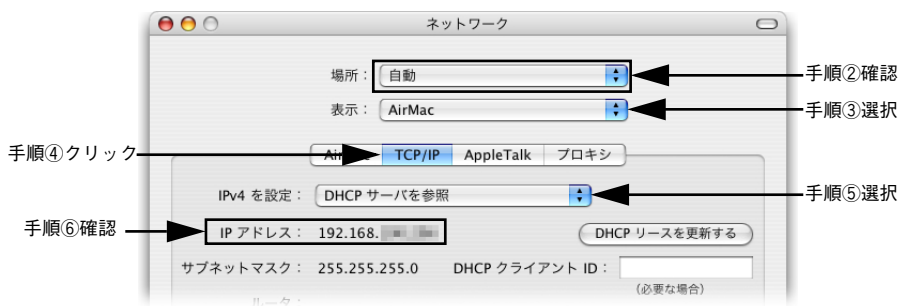 ネットワーク
場所： 自動 手順②確認
表示： AirMac 手順③選択
手順④クリック TCP/IP AppleTalk プロキシ
IPv4 を設定： DHCP サーバを参照 手順⑤選択
手順⑥確認 IP アドレス： 192.168. DHCP リースを更新する
サブネットマスク： 255.255.255.0 DHCP クライアント ID：
(必要な場合)
ルータ：